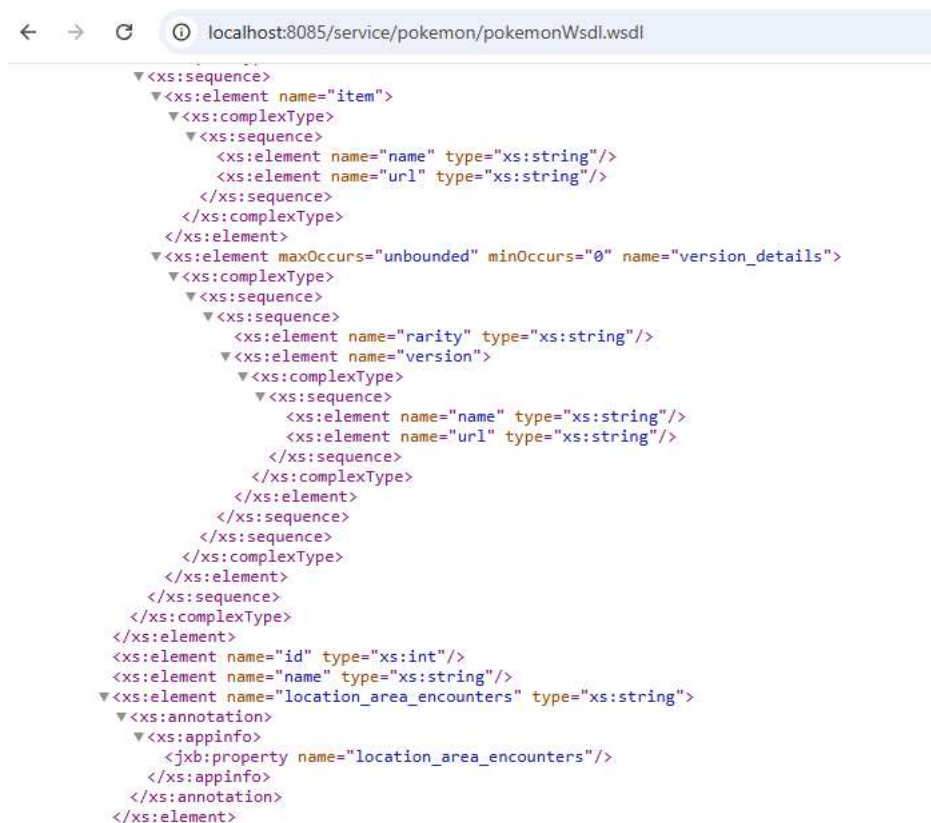 localhost:8085/service/pokemon/pokemonWsdl.wsdl
▼<xs:sequence>
▼<xs:element name="item">
▼<xs:complexType>
▼<xs:sequence>
<xs:element name="name" type="xs:string"/>
<xs:element name="url" type="xs:string"/>
</xs:sequence>
</xs:complexType>
</xs:element>
▼<xs:element maxOccurs="unbounded" minOccurs="0" name="version_details">
▼<xs:complexType>
▼<xs:sequence>
▼<xs:sequence>
<xs:element name="rarity" type="xs:string"/>
▼<xs:element name="version">
▼<xs:complexType>
▼<xs:sequence>
<xs:element name="name" type="xs:string"/>
<xs:element name="url" type="xs:string"/>
</xs:sequence>
</xs:complexType>
</xs:element>
</xs:sequence>
</xs:sequence>
</xs:complexType>
</xs:element>
</xs:sequence>
</xs:complexType>
</xs:element>
<xs:element name="id" type="xs:int"/>
<xs:element name="name" type="xs:string"/>
▼<xs:element name="location_area_encounters" type="xs:string">
▼<xs:annotation>
▼<xs:appinfo>
<jxb:property name="location_area_encounters"/>
</xs:appinfo>
</xs:annotation>
</xs:element>